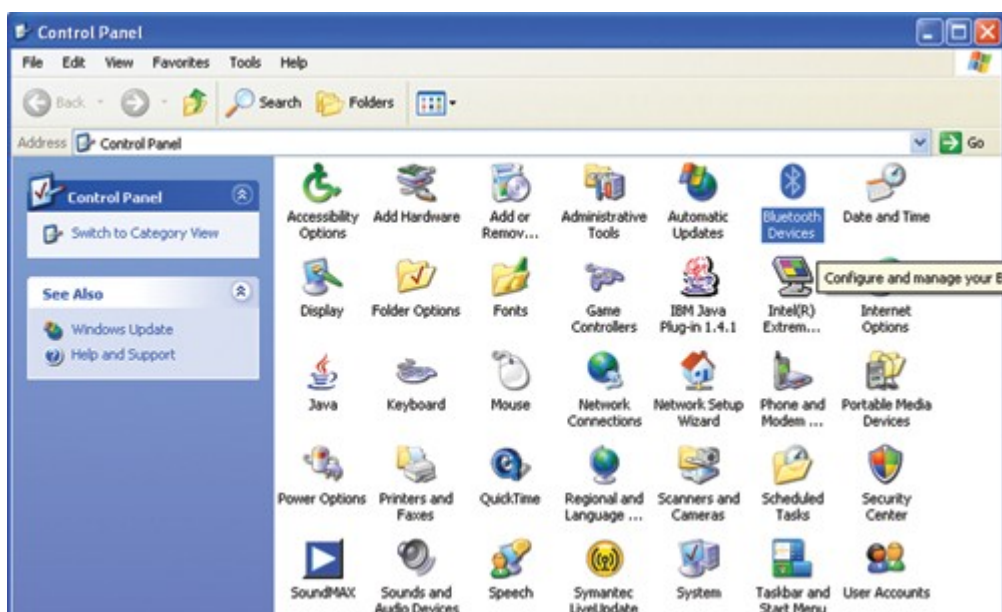 Control Panel
File Edit View Favorites Tools Help
Back Search Folders
Address Control Panel Go
Control Panel
Switch to Category View
See Also
Windows Update
Help and Support
Accessibility Options
Add Hardware
Add or Remov...
Administrative Tools
Automatic Updates
Bluetooth Devices
Date and Time
Configure and manage your B
Display
Folder Options
Fonts
Game Controllers
IBM Java Plug-in 1.4.1
Intel(R) Extrem...
Internet Options
Java
Keyboard
Mouse
Network Connections
Network Setup Wizard
Phone and Modem ...
Portable Media Devices
Power Options
Printers and Faxes
QuickTime
Regional and Language ...
Scanners and Cameras
Scheduled Tasks
Security Center
SoundMAX
Sounds and Audio Devices
Speech
Symantec LiveUpdate
System
Taskbar and Start Menu
User Accounts